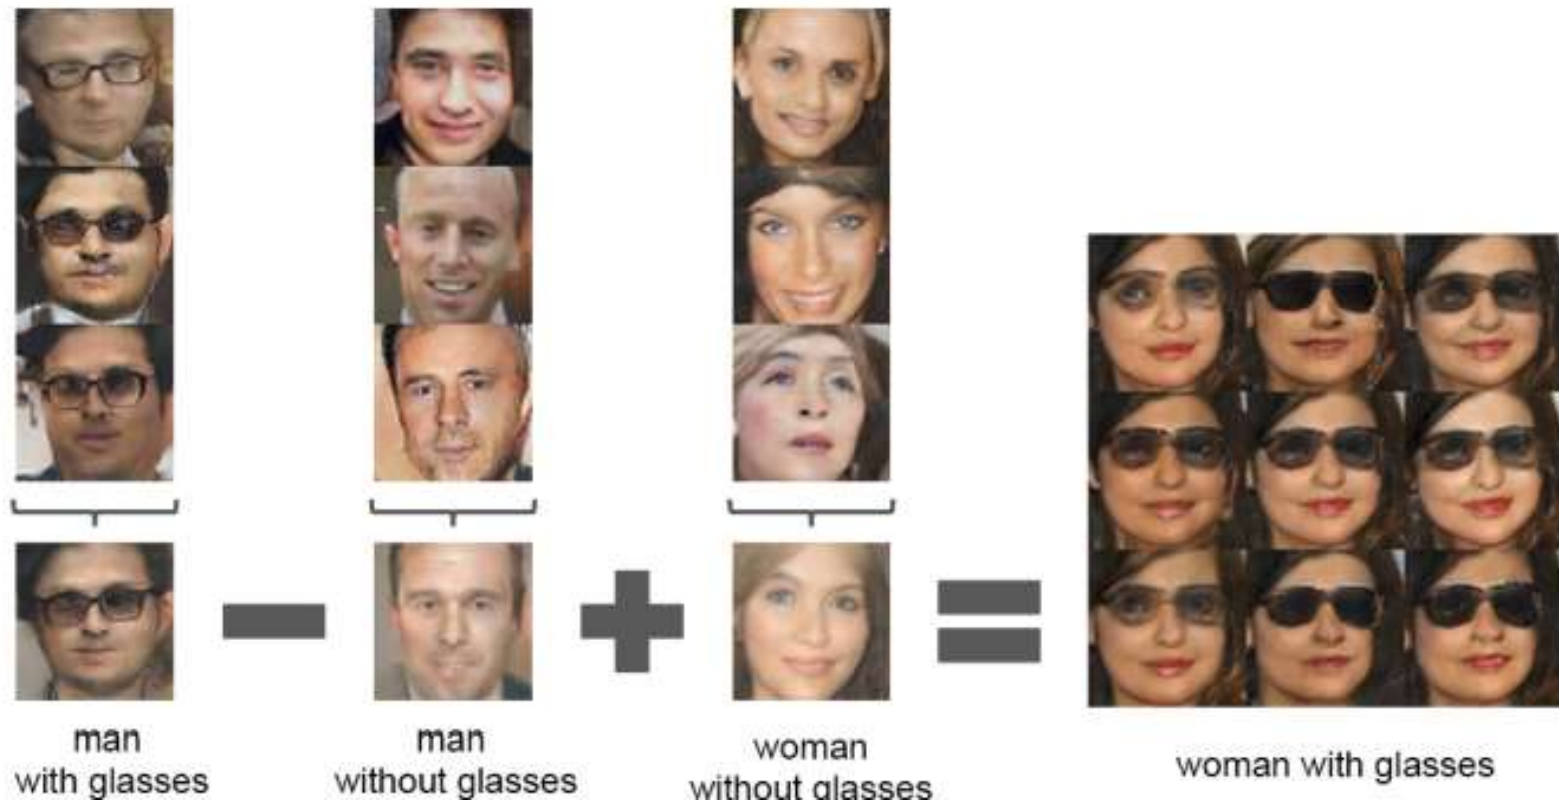 man
with glasses
man
without glasses
woman
without glasses
woman with glasses